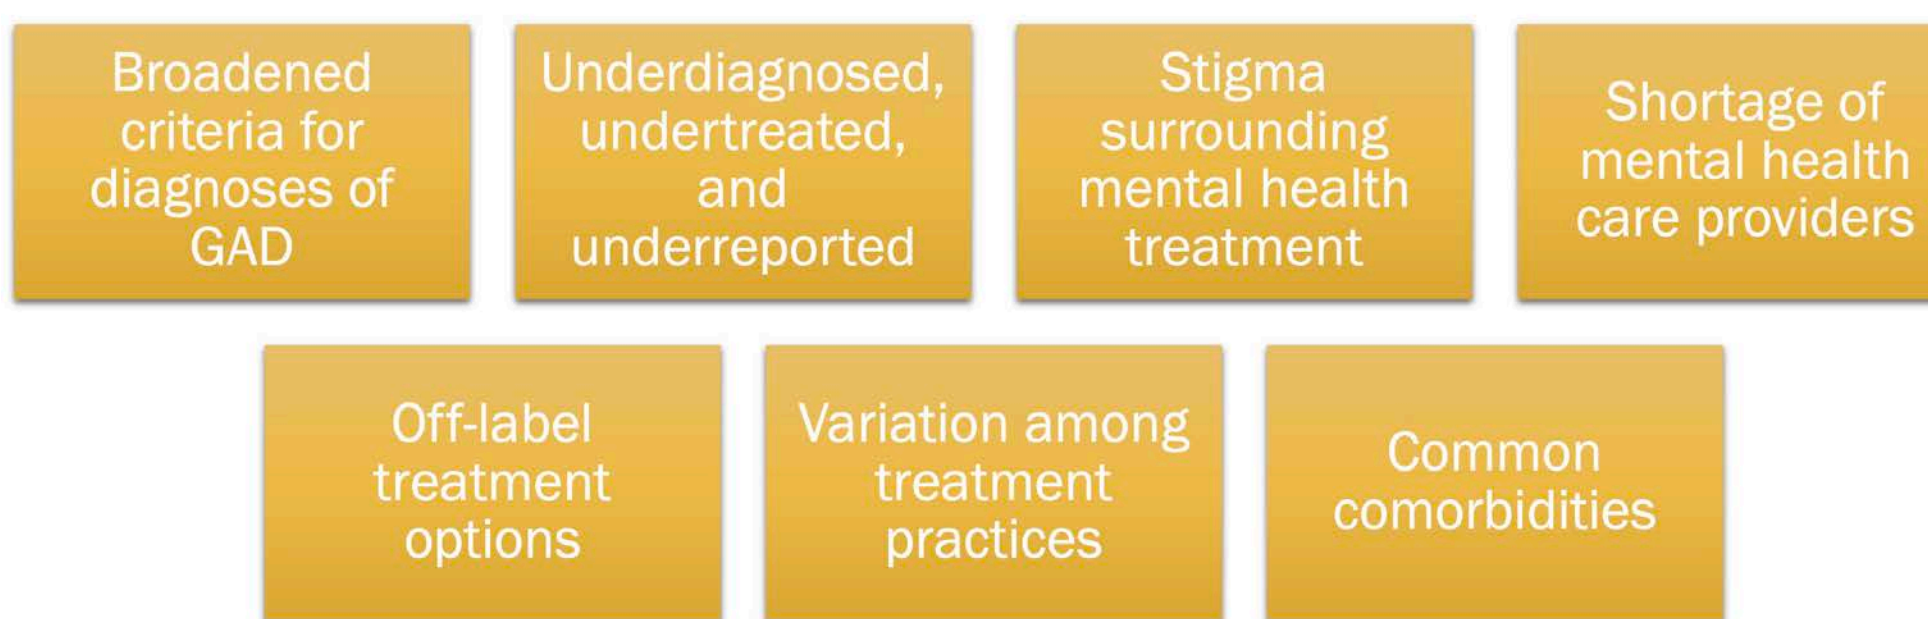 Broadened
criteria for
diagnoses of
GAD
Underdiagnosed,
undertreated,
and
underreported
Stigma
surrounding
mental health
treatment
Shortage of
mental health
care providers
Off-label
treatment
options
Variation among
treatment
practices
Common
comorbidities